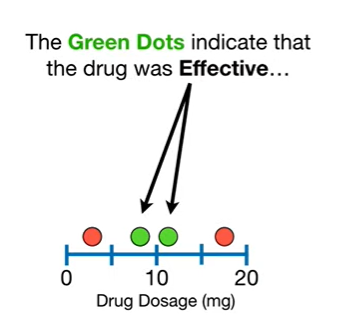 The Green Dots indicate that
the drug was Effective...
0 10 20
Drug Dosage (mg)